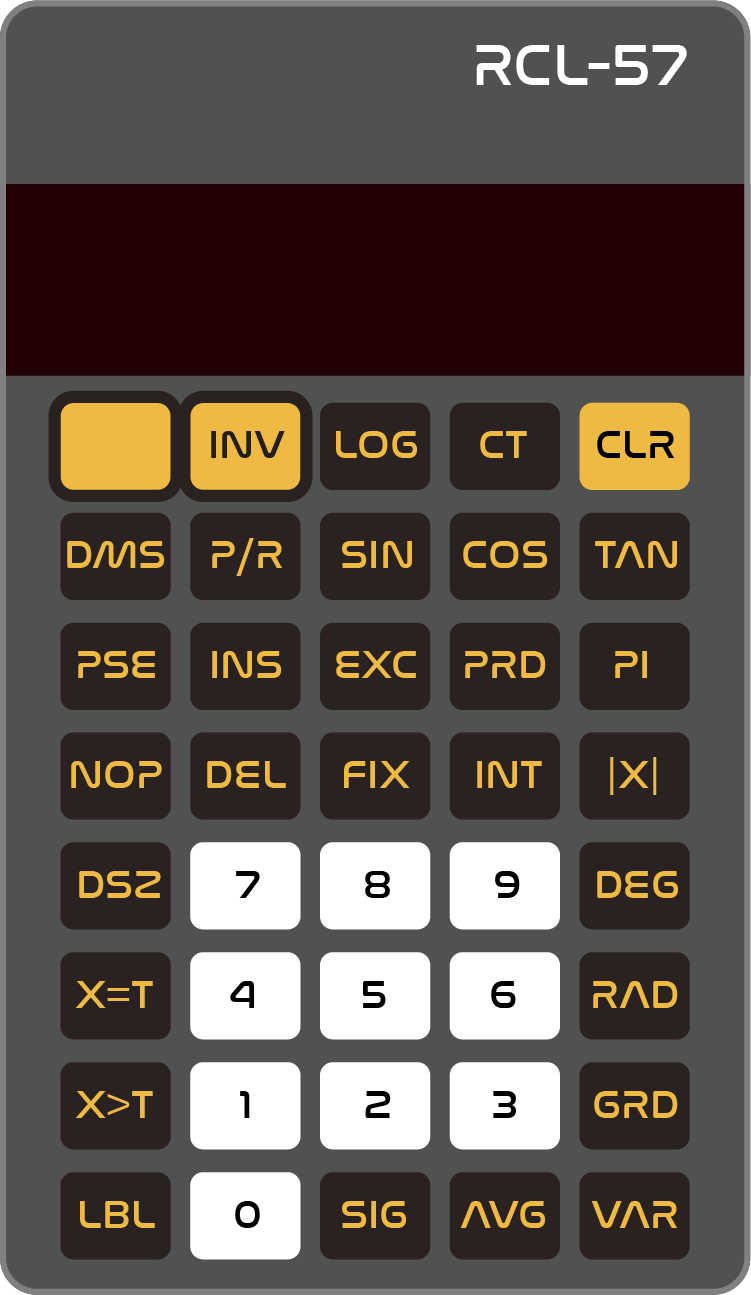 RCL-57
INV LOG CT CLR
DMS P/R SIN COS TAN
PSE INS EXC PRD PI
NOP DEL FIX INT |X|
DSZ 7 8 9 DEG
X=T 4 5 6 RAD
X>T 1 2 3 GRD
LBL 0 SIG AVG VAR